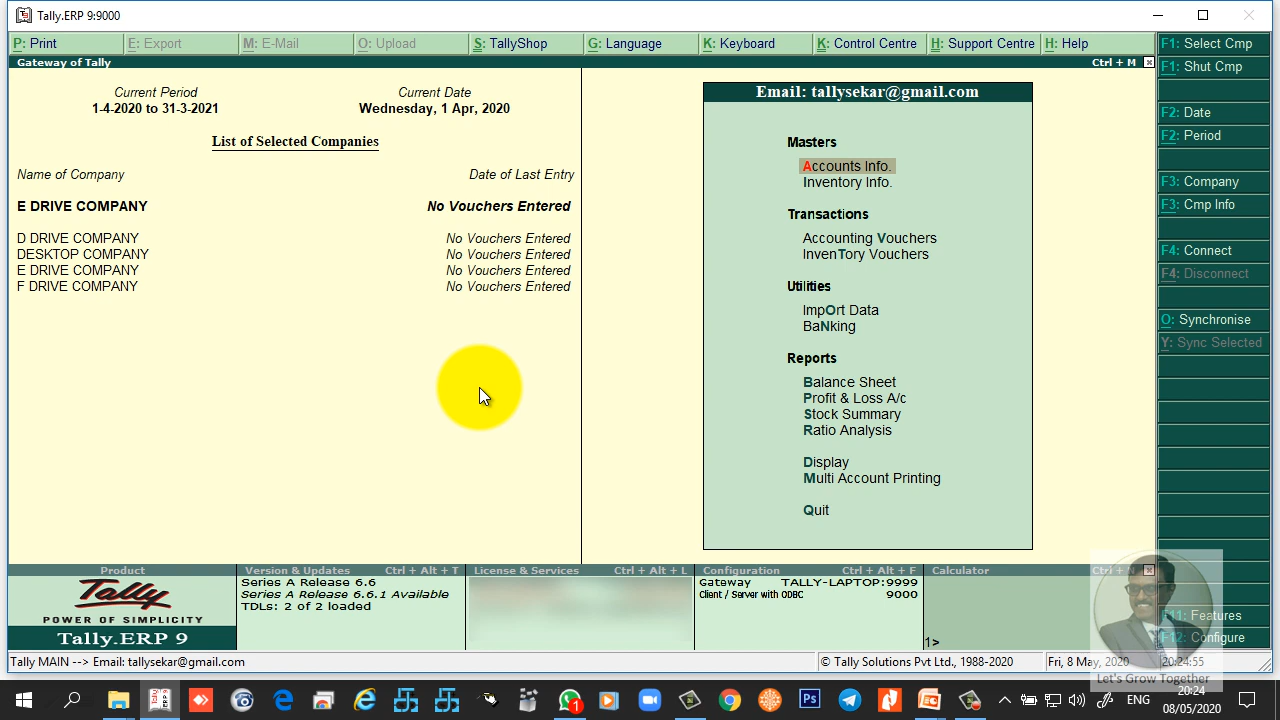 Tally.ERP 9:9000
P: Print
E: Export
M: E-Mail
O: Upload
S: TallyShop
G: Language
K: Keyboard
K: Control Centre
H: Support Centre
H: Help
Gateway of Tally
Ctrl + M
Current Period
1-4-2020 to 31-3-2021
Current Date
Wednesday, 1 Apr, 2020
List of Selected Companies
Name of Company
Date of Last Entry
E DRIVE COMPANY
No Vouchers Entered
D DRIVE COMPANY
No Vouchers Entered
DESKTOP COMPANY
No Vouchers Entered
E DRIVE COMPANY
No Vouchers Entered
F DRIVE COMPANY
No Vouchers Entered
Email: tallysekar@gmail.com
Masters
Accounts Info.
Inventory Info.
Transactions
Accounting Vouchers
InvenTory Vouchers
Utilities
ImpOrt Data
BaNking
Reports
Balance Sheet
Profit & Loss A/c
Stock Summary
Ratio Analysis
Display
Multi Account Printing
Quit
F1: Select Cmp
F1: Shut Cmp
F2: Date
F2: Period
F3: Company
F3: Cmp Info
F4: Connect
F4: Disconnect
O: Synchronise
Y: Sync Selected
F11: Features
F12: Configure
Product
Tally
POWER OF SIMPLICITY
Tally.ERP 9
Version & Updates
Ctrl + Alt + T
Series A Release 6.6
Series A Release 6.6.1 Available
TDLs: 2 of 2 loaded
License & Services
Ctrl + Alt + L
Configuration
Ctrl + Alt + F
Gateway
TALLY-LAPTOP:9999
Client / Server with ODBC
9000
Calculator
Ctrl + N
1>
Tally MAIN --> Email: tallysekar@gmail.com
© Tally Solutions Pvt Ltd., 1988-2020
Fri, 8 May, 2020
20:24:55
Let's Grow Together
ENG
20:24
08/05/2020